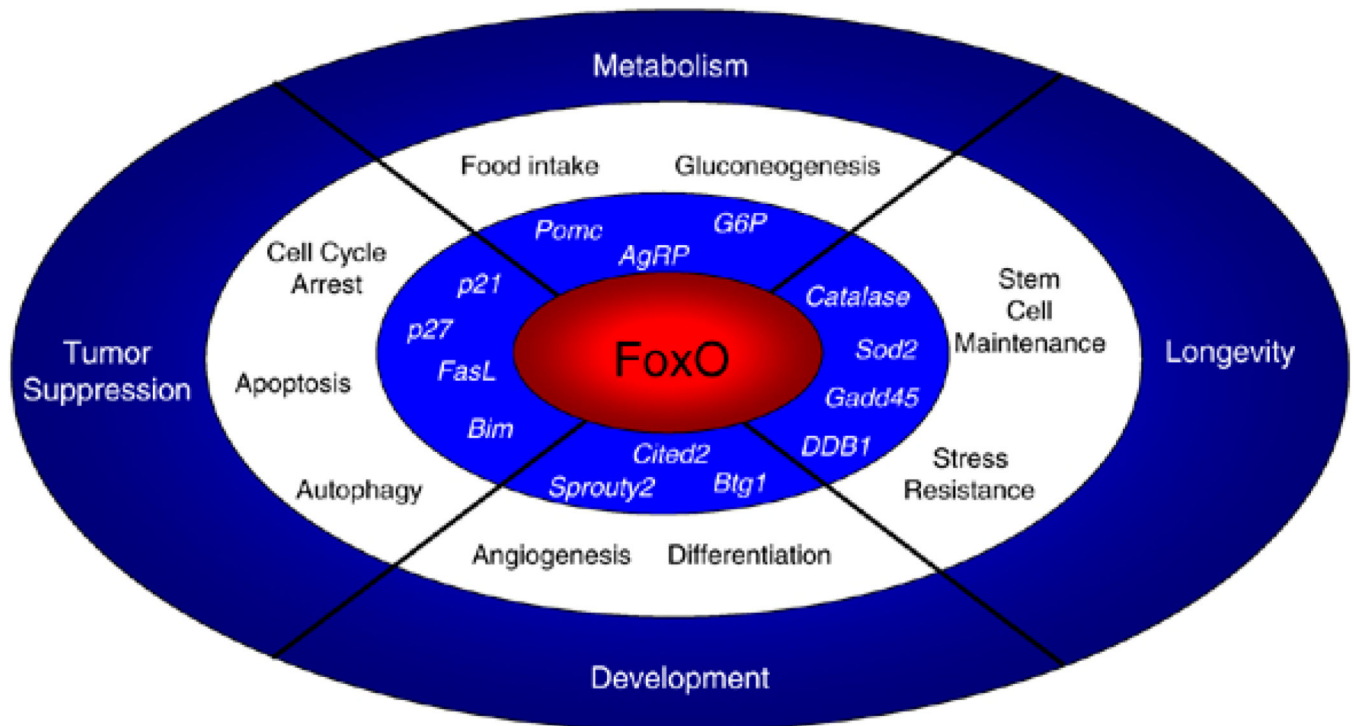 Metabolism
Food intake
Gluconeogenesis
Pomc
G6P
AgRP
Cell Cycle
Arrest
p21
p27
FasL
Bim
Tumor
Suppression
Apoptosis
Autophagy
FoxO
Catalase
Sod2
Gadd45
DDB1
Stem
Cell
Maintenance
Longevity
Stress
Resistance
Cited2
Sprouty2
Btg1
Angiogenesis
Differentiation
Development